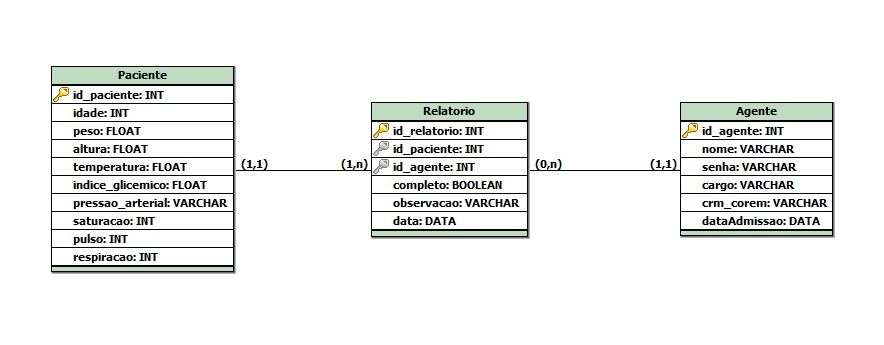 Paciente
id_paciente: INT
idade: INT
peso: FLOAT
altura: FLOAT
temperatura: FLOAT
indice_glicemico: FLOAT
pressao_arterial: VARCHAR
saturacao: INT
pulso: INT
respiracao: INT
(1,1)
(1,n)
Relatorio
id_relatorio: INT
id_paciente: INT
id_agente: INT
completo: BOOLEAN
observacao: VARCHAR
data: DATA
(0,n)
(1,1)
Agente
id_agente: INT
nome: VARCHAR
senha: VARCHAR
cargo: VARCHAR
crm_corem: VARCHAR
dataAdmissao: DATA